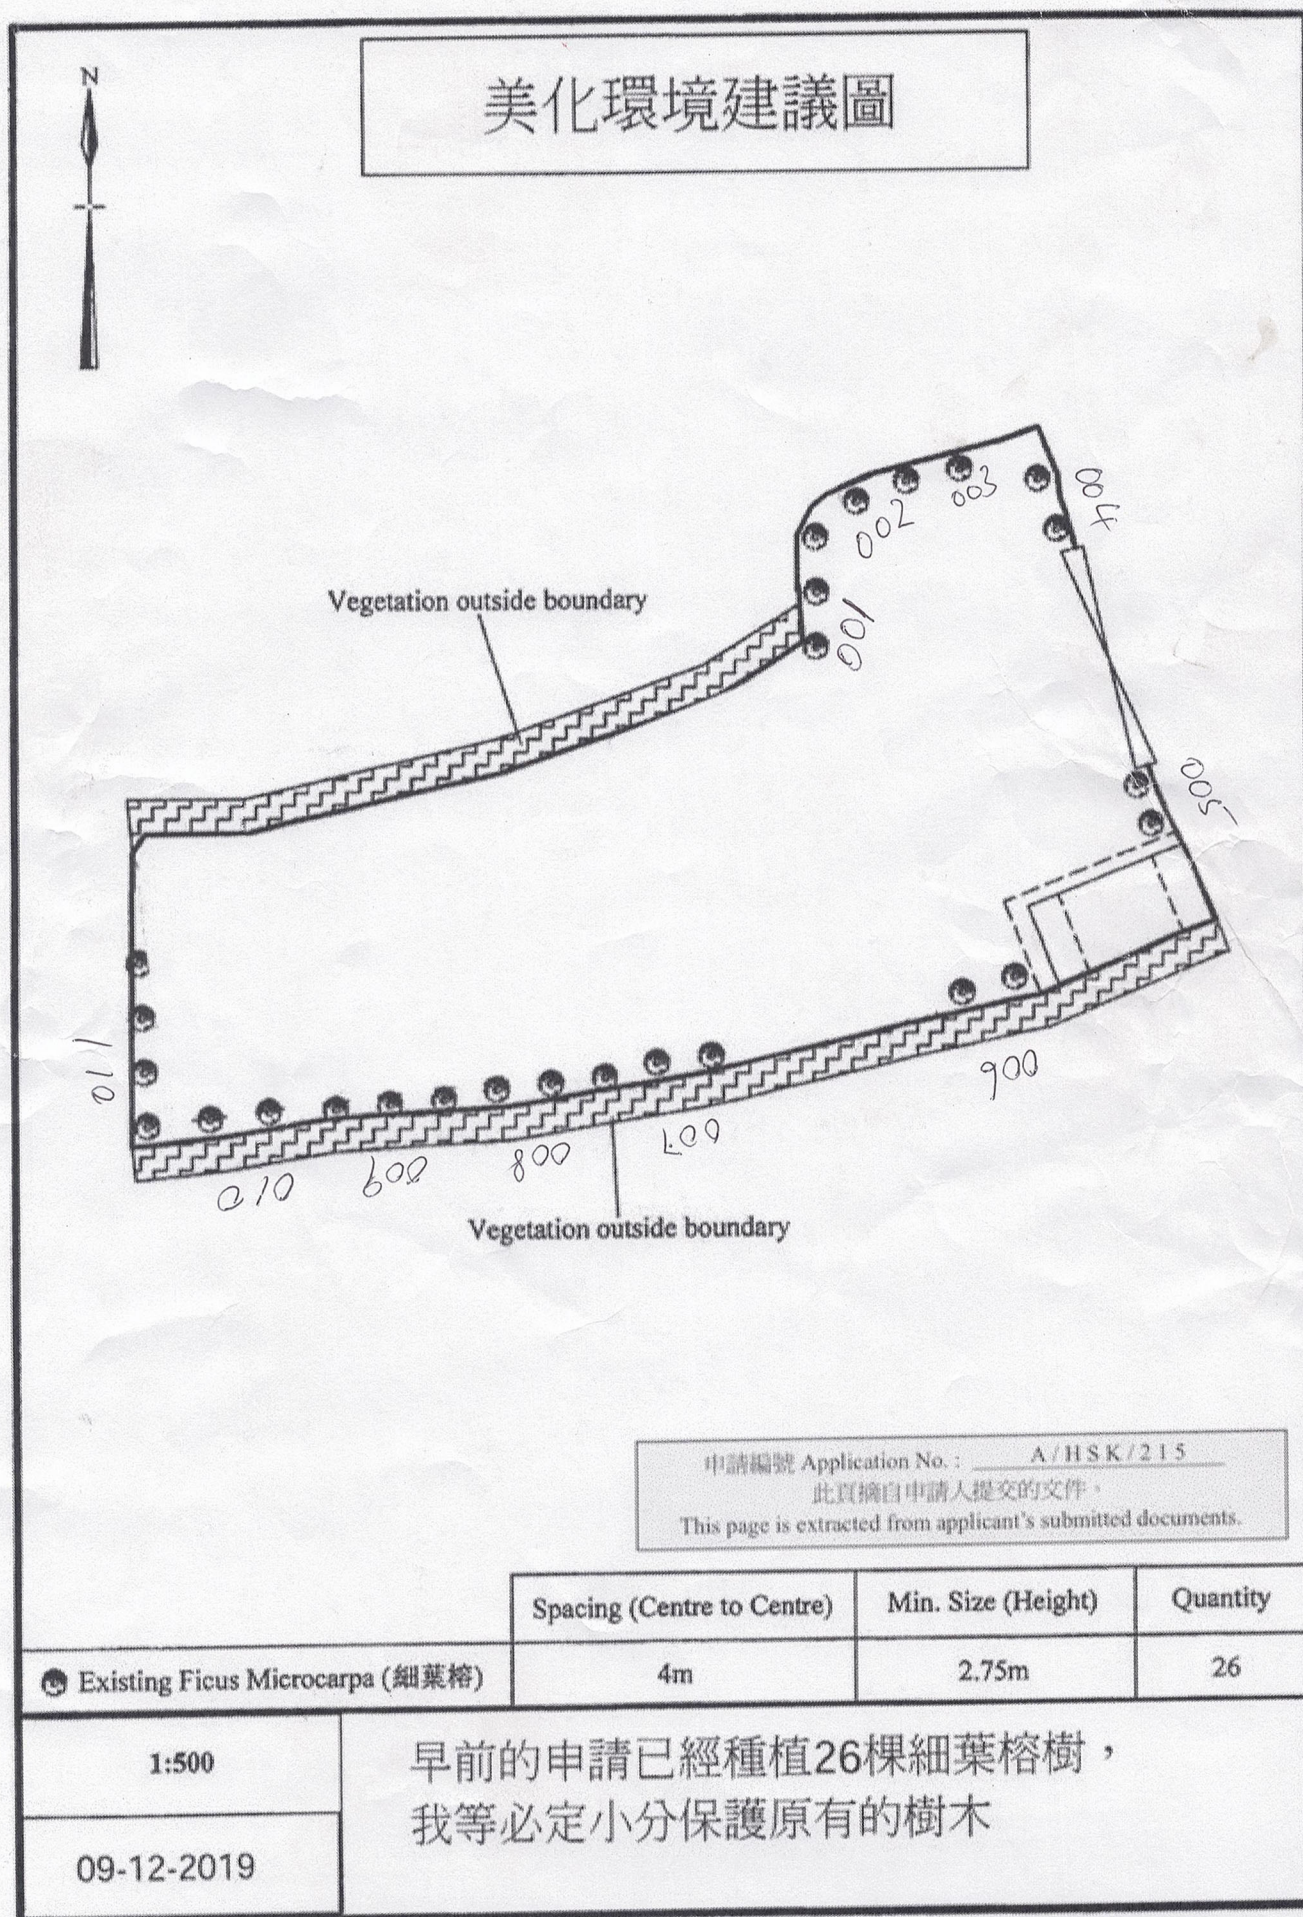 N
美化環境建議圖
Vegetation outside boundary
001
002
003
004
005
006
007
008
009
010
011
Vegetation outside boundary
申請編號 Application No. : A/HSK/215
此頁摘自申請人提交的文件。
This page is extracted from applicant's submitted documents.
Spacing (Centre to Centre) Min. Size (Height) Quantity
Existing Ficus Microcarpa (細葉榕) 4m 2.75m 26
1:500
09-12-2019
早前的申請已經種植26棵細葉榕樹，
我等必定小分保護原有的樹木